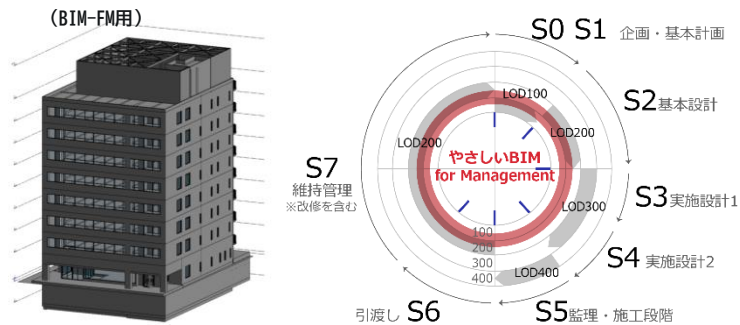 （BIM-FM用）
S0 S1 企画・基本計画
S2 基本設計
S3 実施設計1
S4 実施設計2
S5 監理・施工段階
引渡し S6
S7
維持管理
※改修を含む
LOD100
LOD200
LOD200
LOD300
LOD400
やさしいBIM
for Management
100
200
300
400